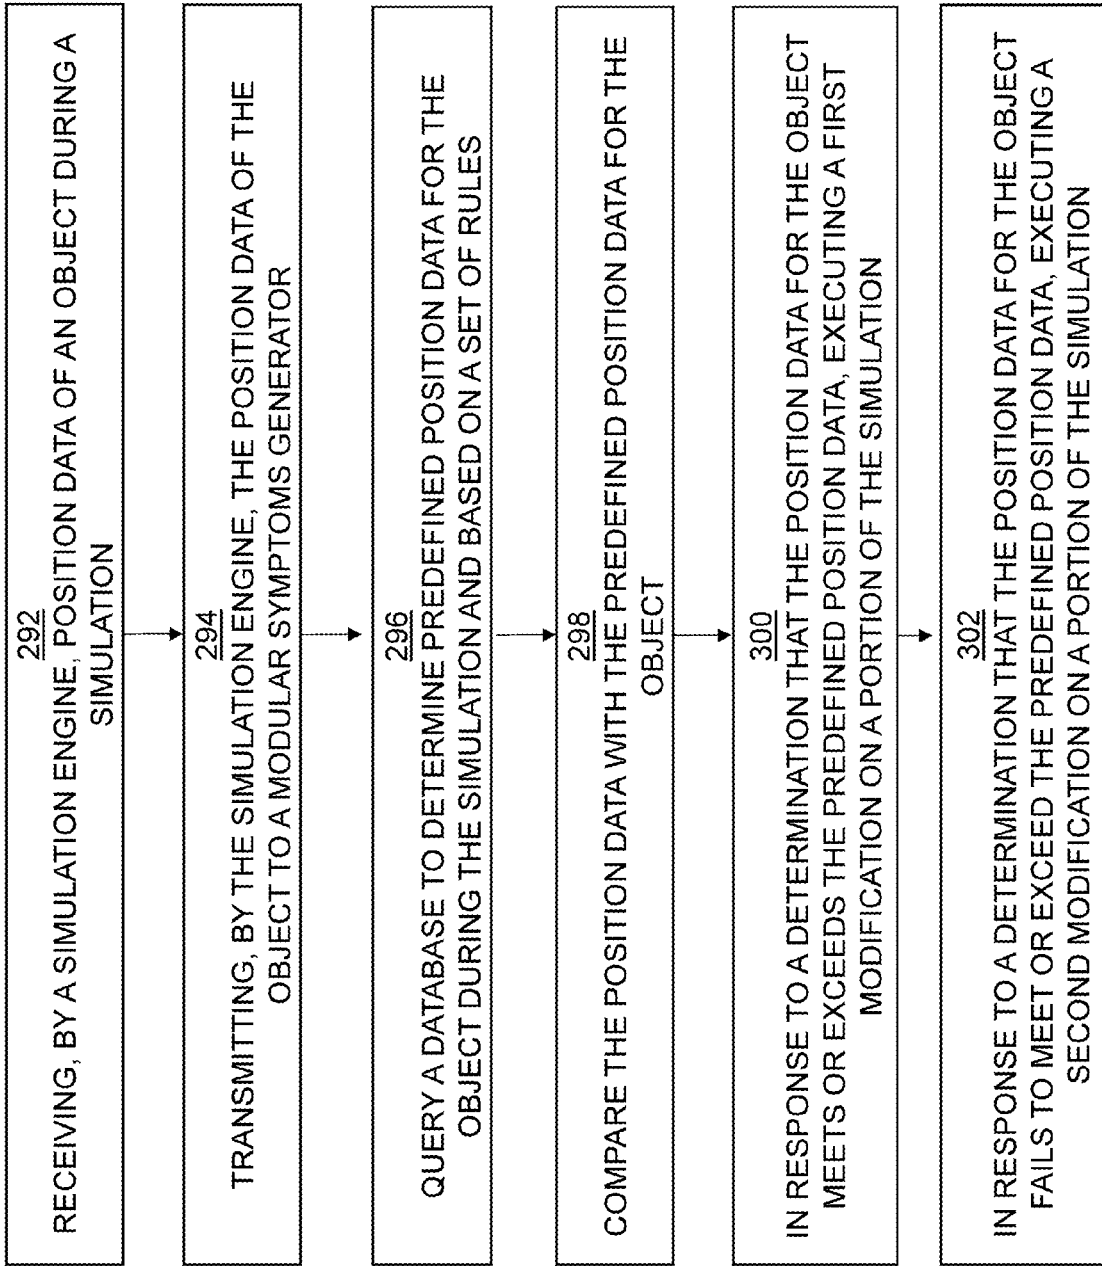 292
RECEIVING, BY A SIMULATION ENGINE, POSITION DATA OF AN OBJECT DURING A
SIMULATION
294
TRANSMITTING, BY THE SIMULATION ENGINE, THE POSITION DATA OF THE
OBJECT TO A MODULAR SYMPTOMS GENERATOR
296
QUERY A DATABASE TO DETERMINE PREDEFINED POSITION DATA FOR THE
OBJECT DURING THE SIMULATION AND BASED ON A SET OF RULES
298
COMPARE THE POSITION DATA WITH THE PREDEFINED POSITION DATA FOR THE
OBJECT
300
IN RESPONSE TO A DETERMINATION THAT THE POSITION DATA FOR THE OBJECT
MEETS OR EXCEEDS THE PREDEFINED POSITION DATA, EXECUTING A FIRST
MODIFICATION ON A PORTION OF THE SIMULATION
302
IN RESPONSE TO A DETERMINATION THAT THE POSITION DATA FOR THE OBJECT
FAILS TO MEET OR EXCEED THE PREDEFINED POSITION DATA, EXECUTING A
SECOND MODIFICATION ON A PORTION OF THE SIMULATION